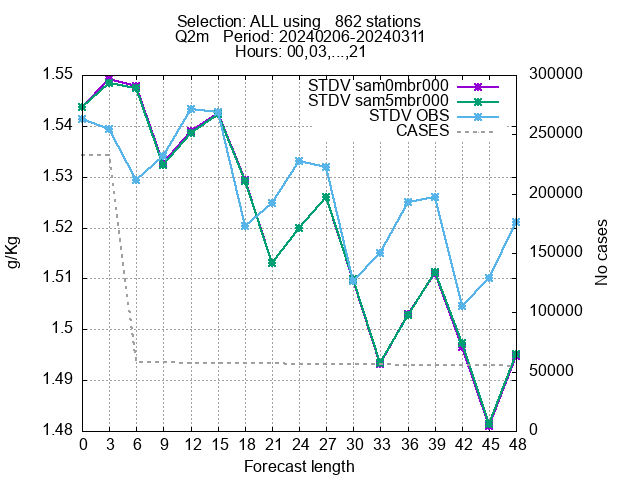 Selection: ALL using   862 stations
Q2m   Period: 20240206-20240311
Hours: 00,03,...,21
STDV sam0mbr000
STDV sam5mbr000
STDV OBS
CASES
1.55
1.54
1.53
1.52
1.51
1.5
1.49
1.48
g/Kg
300000
250000
200000
150000
100000
50000
0
No cases
0 3 6 9 12 15 18 21 24 27 30 33 36 39 42 45 48
Forecast length